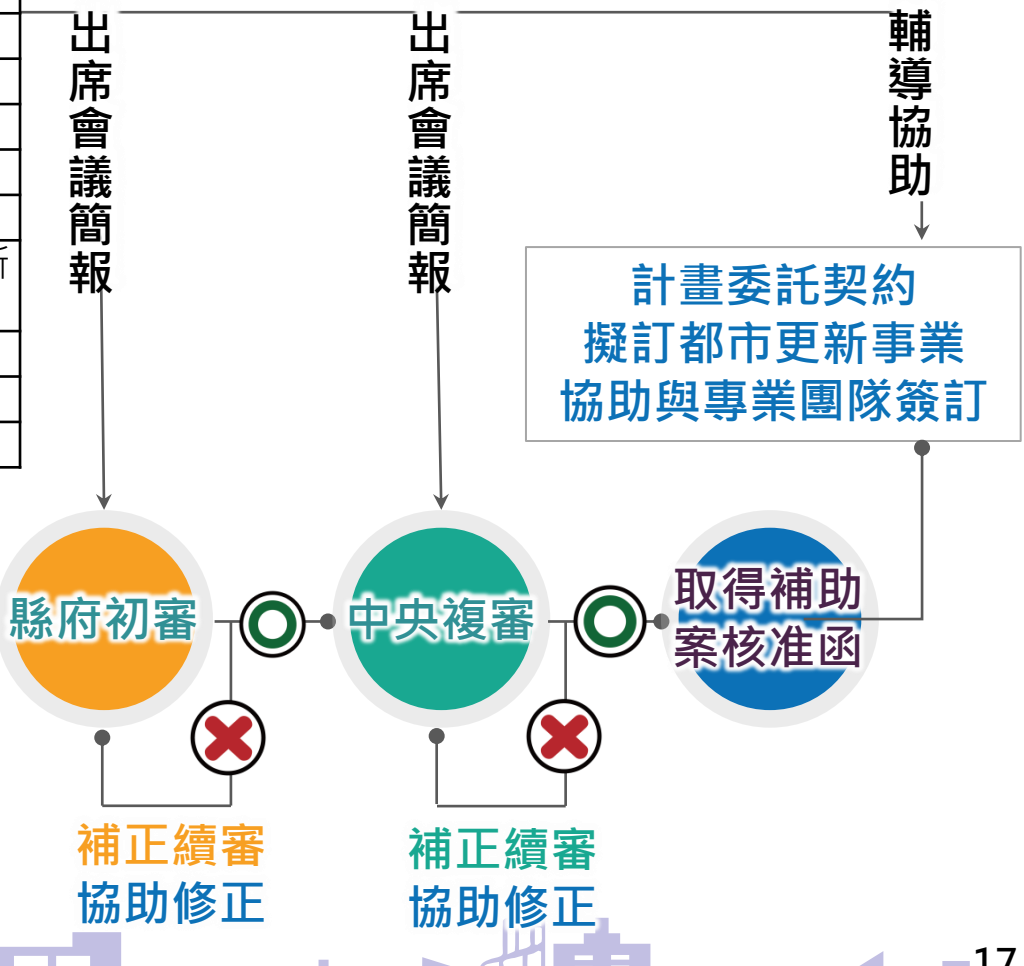 出席會議簡報
出席會議簡報
輔導協助
計畫委託契約
擬訂都市更新事業
協助與專業團隊簽訂
縣府初審
中央複審
取得補助
案核准函
補正續審
協助修正
補正續審
協助修正
17